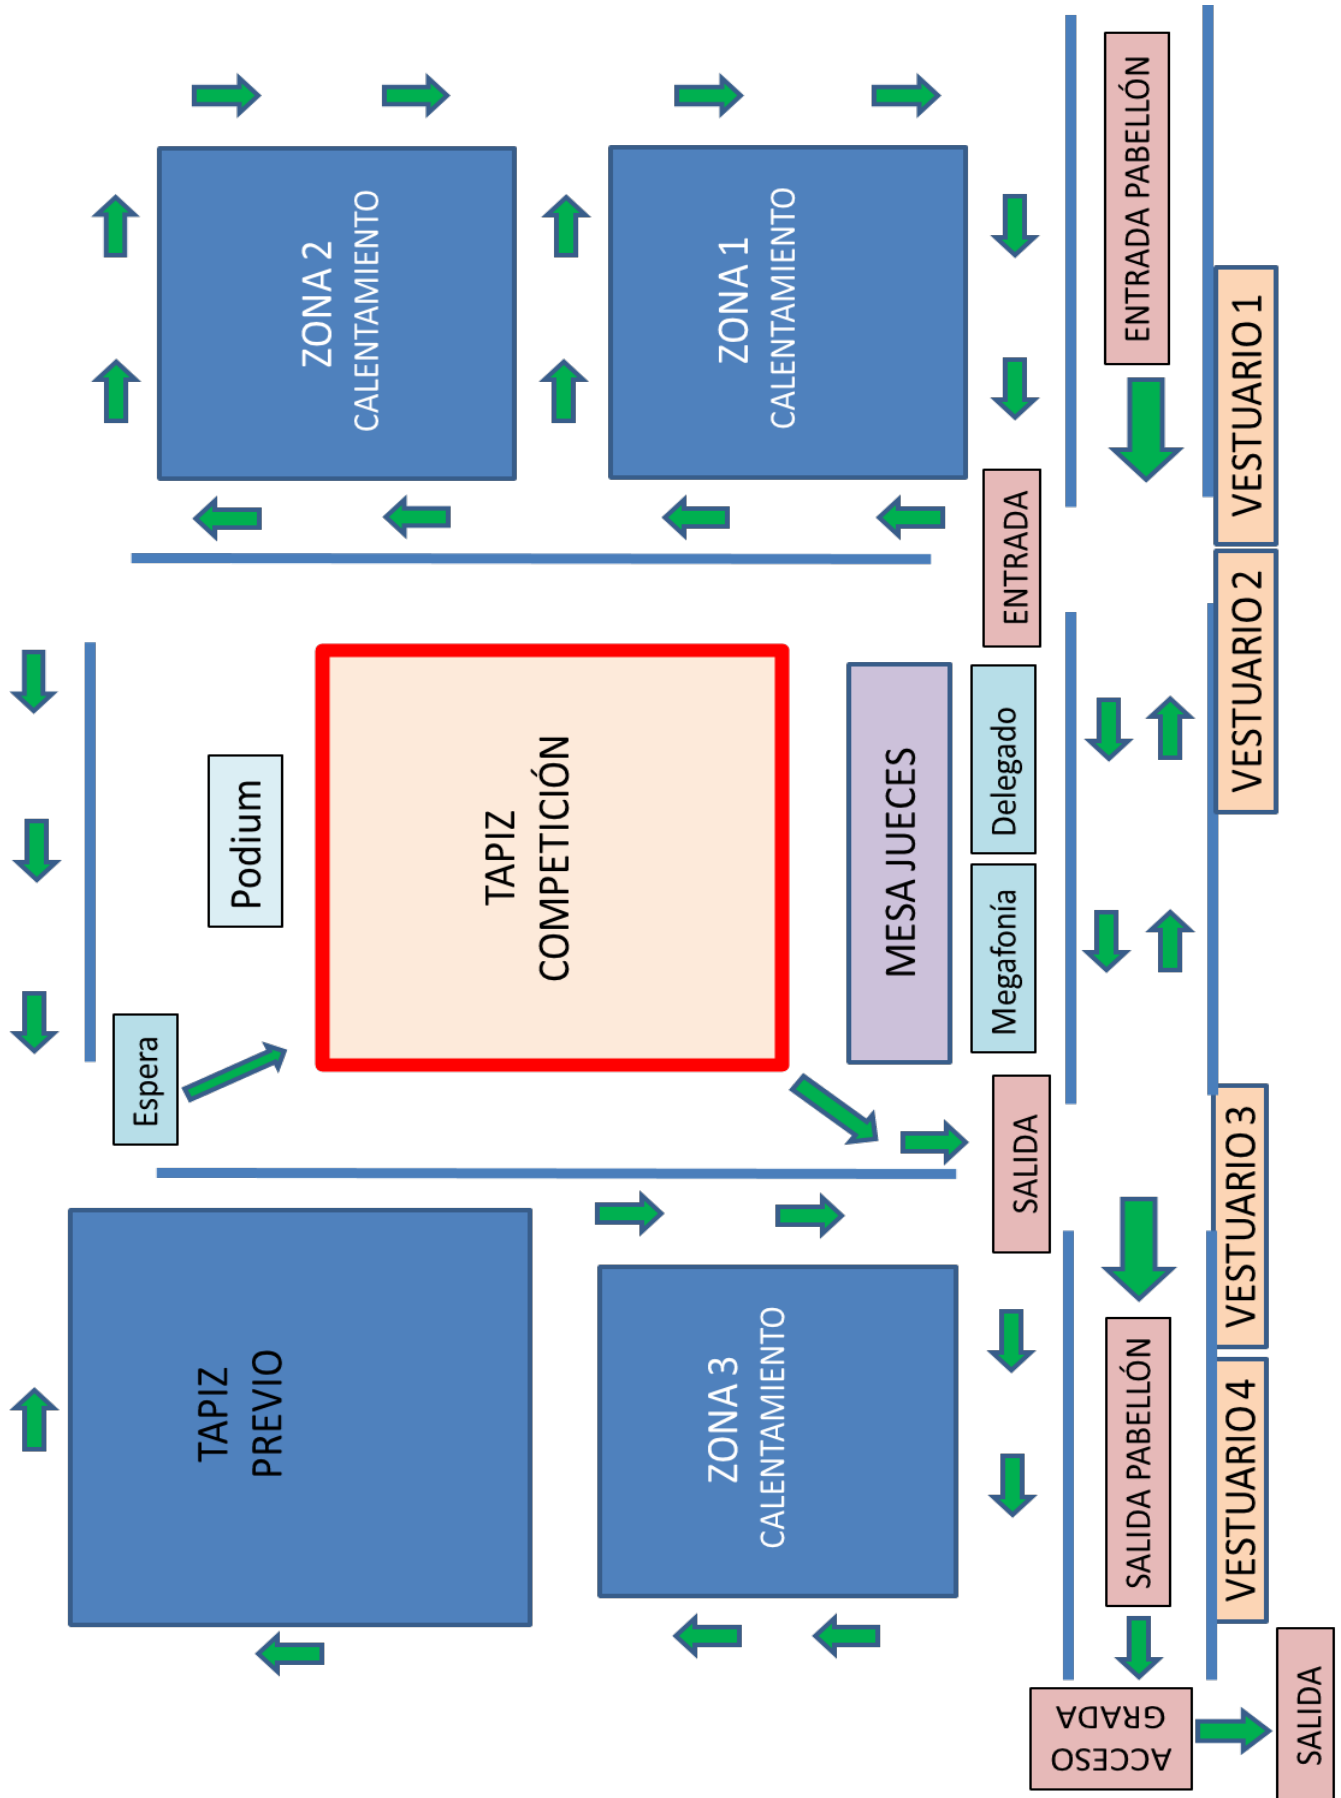 ZONA 2
CALENTAMIENTO
ZONA 1
CALENTAMIENTO
ENTRADA PABELLÓN
VESTUARIO 1
VESTUARIO 2
ENTRADA
Podium
TAPIZ
COMPETICIÓN
MESA JUECES
Delegado
Megafonía
Espera
SALIDA
TAPIZ
PREVIO
ZONA 3
CALENTAMIENTO
SALIDA PABELLÓN
VESTUARIO 3
VESTUARIO 4
ACCESO
GRADA
SALIDA